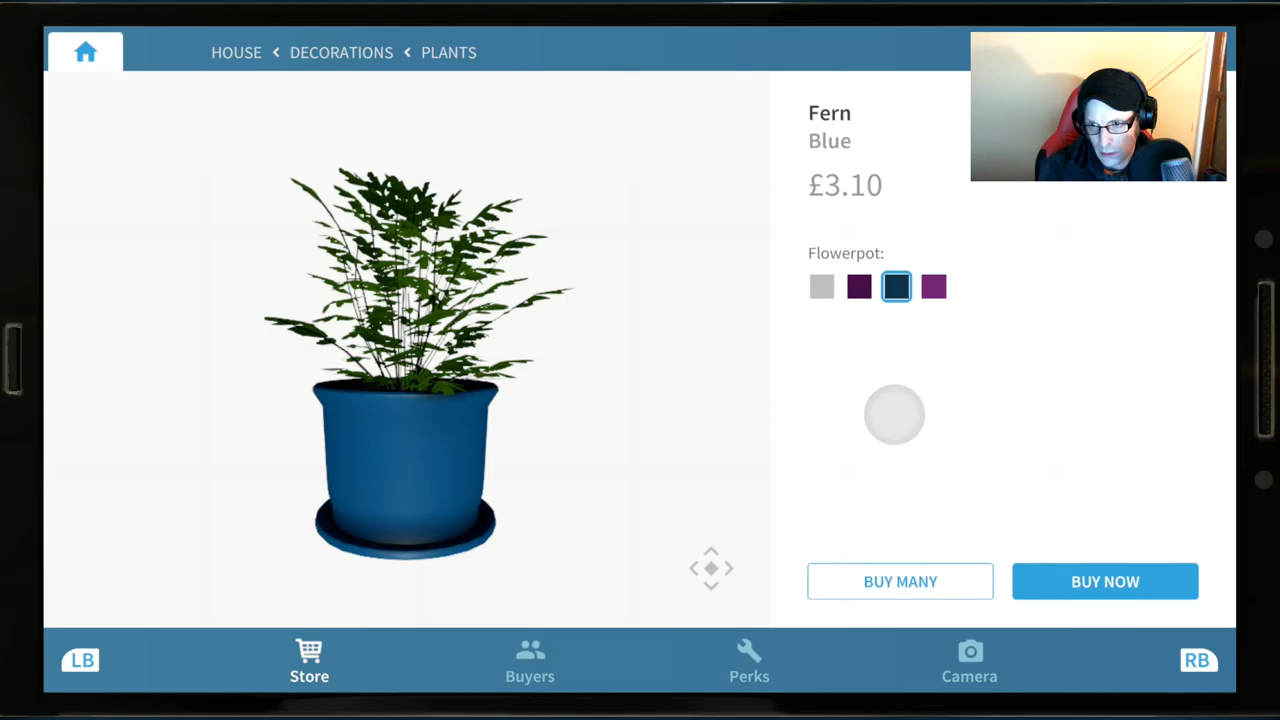 HOUSE < DECORATIONS < PLANTS
Fern
Blue
£3.10
Flowerpot:
BUY MANY
BUY NOW
LB
Store
Buyers
Perks
Camera
RB